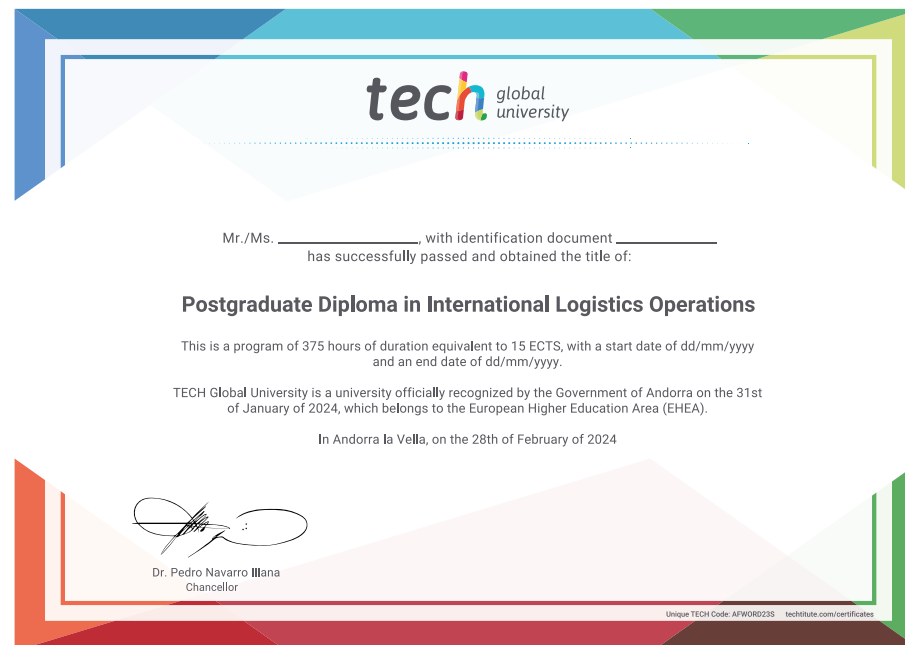 tech global university
Mr./Ms. ________________, with identification document ____________
has successfully passed and obtained the title of:
Postgraduate Diploma in International Logistics Operations
This is a program of 375 hours of duration equivalent to 15 ECTS, with a start date of dd/mm/yyyy
and an end date of dd/mm/yyyy.
TECH Global University is a university officially recognized by the Government of Andorra on the 31st
of January of 2024, which belongs to the European Higher Education Area (EHEA).
In Andorra la Vella, on the 28th of February of 2024
Dr. Pedro Navarro Illana
Chancellor
Unique TECH Code: AFWORD23S techtitute.com/certificates